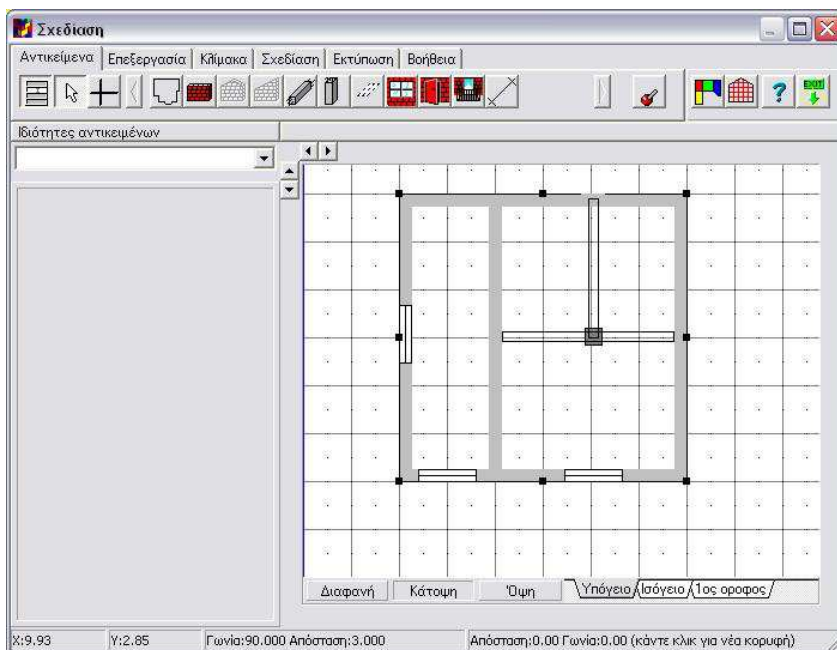 Σχεδίαση
Αντικείμενα Επεξεργασία Κλίμακα Σχεδίαση Εκτύπωση Βοήθεια
EXIT
Ιδιότητες αντικειμένων
Διαφανή Κάτοψη Όψη Υπόγειο Ισόγειο 1ος οροφος
X:9.93 Y:2.85 Γωνία:90.000 Απόσταση:3.000 Απόσταση:0.00 Γωνία:0.00 (κάντε κλικ για νέα κορυφή)